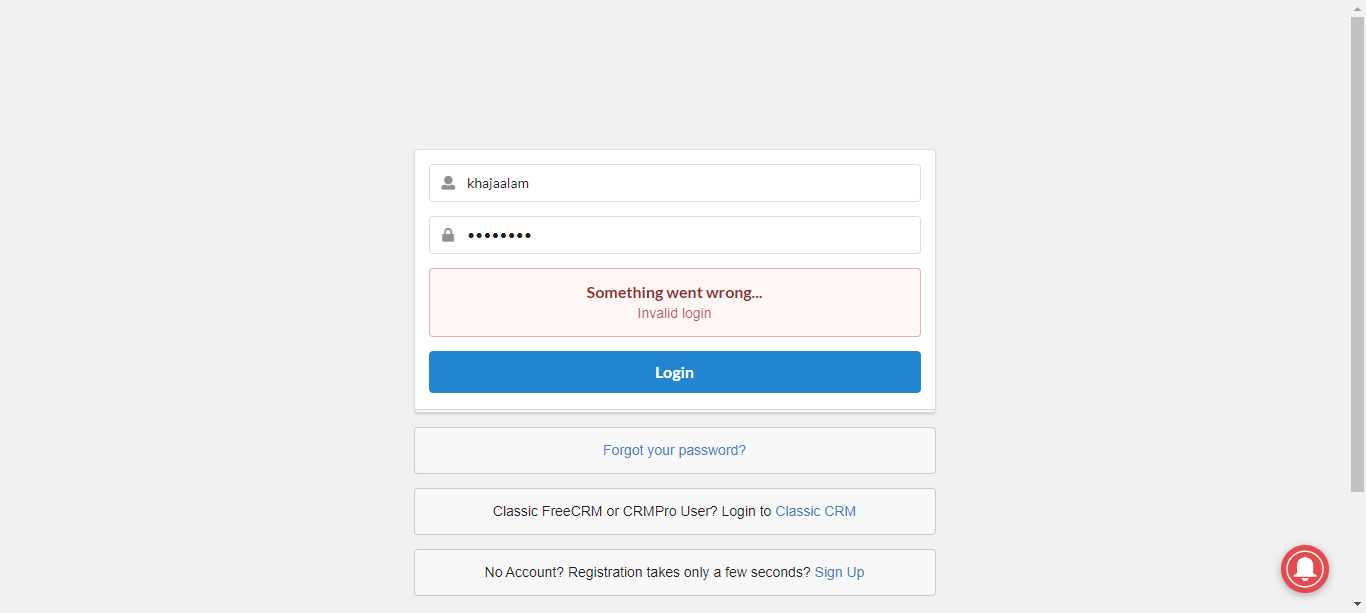 khajaalam
••••••••
Something went wrong...
Invalid login
Login
Forgot your password?
Classic FreeCRM or CRMPro User? Login to Classic CRM
No Account? Registration takes only a few seconds? Sign Up